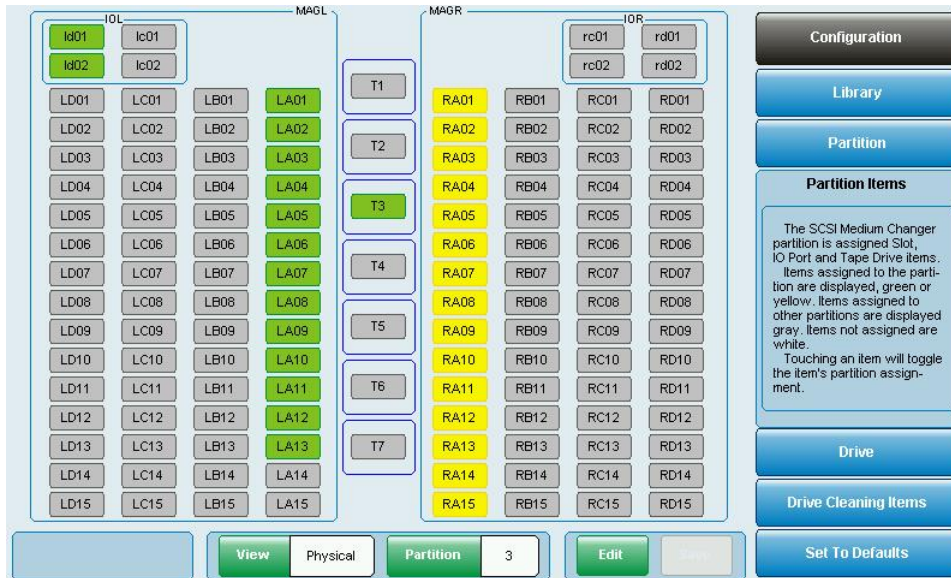 IOL
MAGL
MAGR
IOR
ld01 lc01
ld02 lc02
rc01 rd01
rc02 rd02
LD01 LC01 LB01 LA01
LD02 LC02 LB02 LA02
LD03 LC03 LB03 LA03
LD04 LC04 LB04 LA04
LD05 LC05 LB05 LA05
LD06 LC06 LB06 LA06
LD07 LC07 LB07 LA07
LD08 LC08 LB08 LA08
LD09 LC09 LB09 LA09
LD10 LC10 LB10 LA10
LD11 LC11 LB11 LA11
LD12 LC12 LB12 LA12
LD13 LC13 LB13 LA13
LD14 LC14 LB14 LA14
LD15 LC15 LB15 LA15
T1
T2
T3
T4
T5
T6
T7
RA01 RB01 RC01 RD01
RA02 RB02 RC02 RD02
RA03 RB03 RC03 RD03
RA04 RB04 RC04 RD04
RA05 RB05 RC05 RD05
RA06 RB06 RC06 RD06
RA07 RB07 RC07 RD07
RA08 RB08 RC08 RD08
RA09 RB09 RC09 RD09
RA10 RB10 RC10 RD10
RA11 RB11 RC11 RD11
RA12 RB12 RC12 RD12
RA13 RB13 RC13 RD13
RA14 RB14 RC14 RD14
RA15 RB15 RC15 RD15
View Physical
Partition 3
Edit
Save
Configuration
Library
Partition
Partition Items
The SCSI Medium Changer
partition is assigned Slot,
IO Port and Tape Drive items.
Items assigned to the parti-
tion are displayed, green or
yellow. Items assigned to
other partitions are displayed
gray. Items not assigned are
white.
Touching an item will toggle
the item's partition assign-
ment.
Drive
Drive Cleaning Items
Set To Defaults